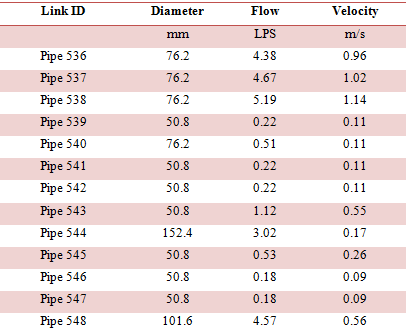 Link ID Diameter Flow Velocity
mm LPS m/s
Pipe 536 76.2 4.38 0.96
Pipe 537 76.2 4.67 1.02
Pipe 538 76.2 5.19 1.14
Pipe 539 50.8 0.22 0.11
Pipe 540 76.2 0.51 0.11
Pipe 541 50.8 0.22 0.11
Pipe 542 50.8 0.22 0.11
Pipe 543 50.8 1.12 0.55
Pipe 544 152.4 3.02 0.17
Pipe 545 50.8 0.53 0.26
Pipe 546 50.8 0.18 0.09
Pipe 547 50.8 0.18 0.09
Pipe 548 101.6 4.57 0.56